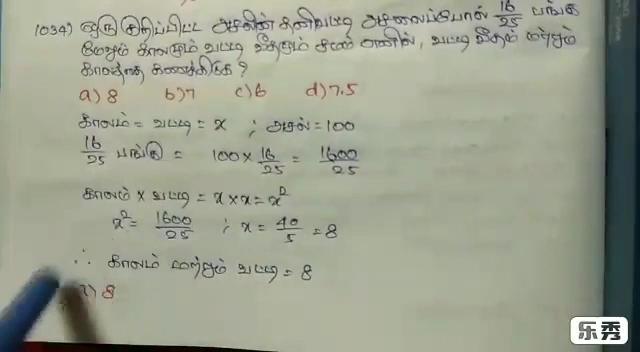 1034) ஒரு குறிப்பிட்ட அசலின் தனிவட்டி அசலைப்போல் 16/25 பங்கு
மேலும் காலமும் வட்டி வீதமும் சமம் எனில், வட்டி வீதம் மற்றும்
காலத்தை கணக்கிடுக?
a) 8 b) 7 c) 6 d) 7.5
காலம் = வட்டி = x ; அசல் = 100
16/25 பங்கு = 100 × 16/25 = 1600/25
காலம் × வட்டி = x × x = x²
x² = 1600/25 ; x = 40/5 = 8
∴ காலம் மற்றும் வட்டி = 8
a) 8
乐秀